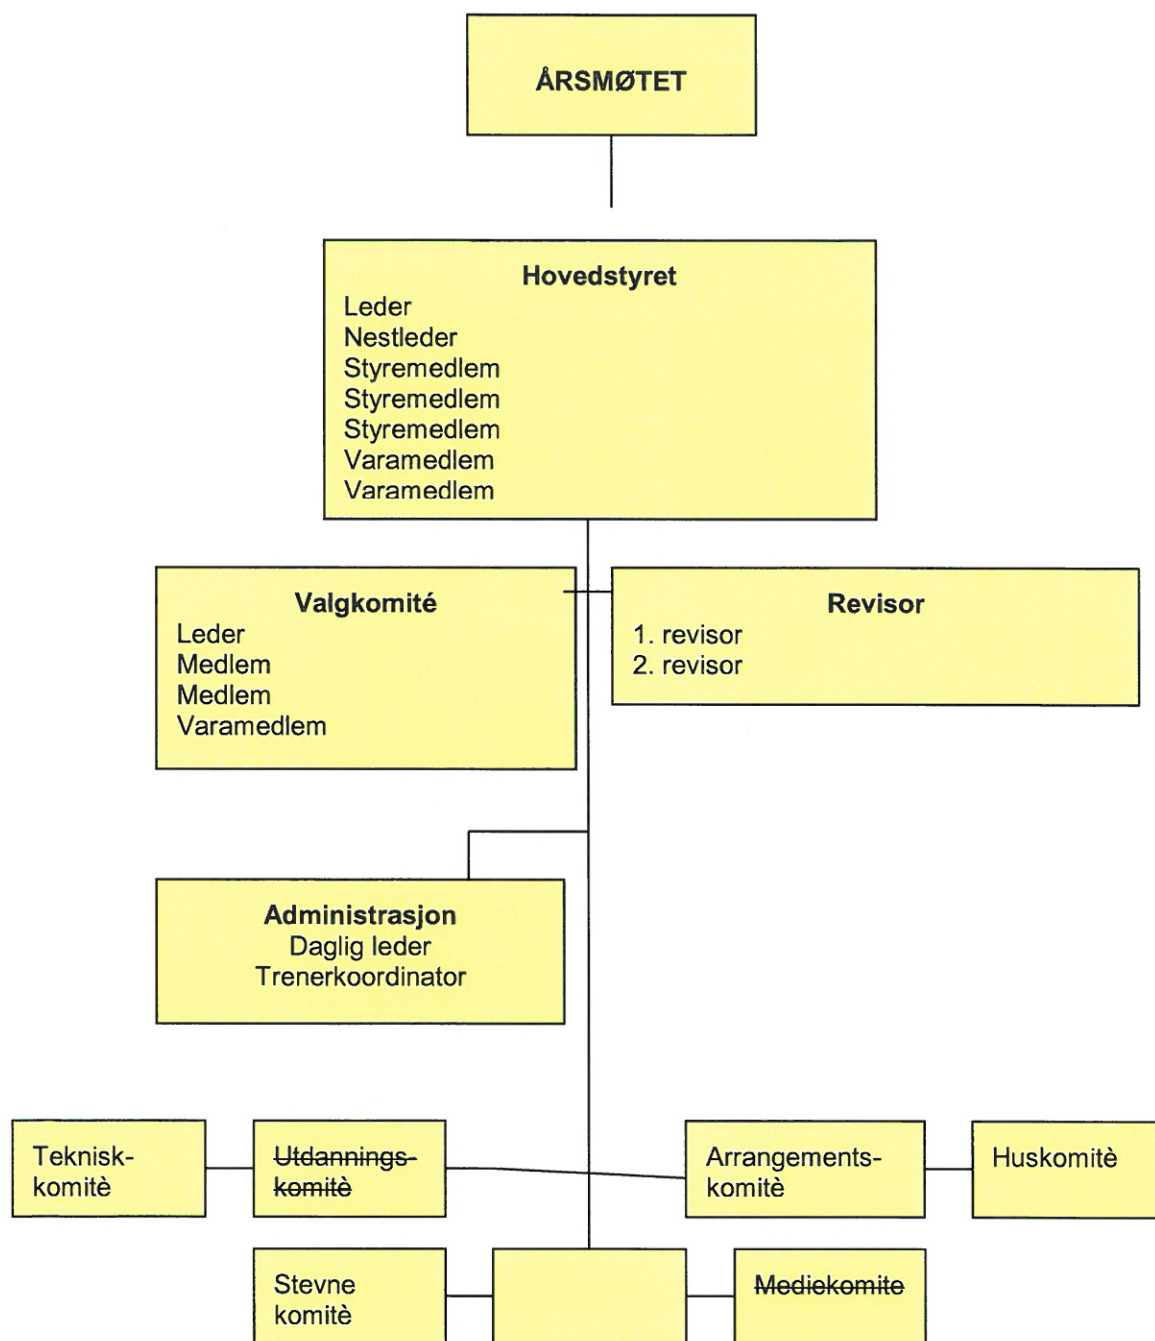 ÅRSMØTET
Hovedstyret
Leder
Nestleder
Styremedlem
Styremedlem
Styremedlem
Varamedlem
Varamedlem
Valgkomité
Leder
Medlem
Medlem
Varamedlem
Revisor
1. revisor
2. revisor
Administrasjon
Daglig leder
Trenerkoordinator
Teknisk-
komitè
Utdannings-
komitè
Arrangements-
komitè
Huskomitè
Stevne
komitè
Mediekomite